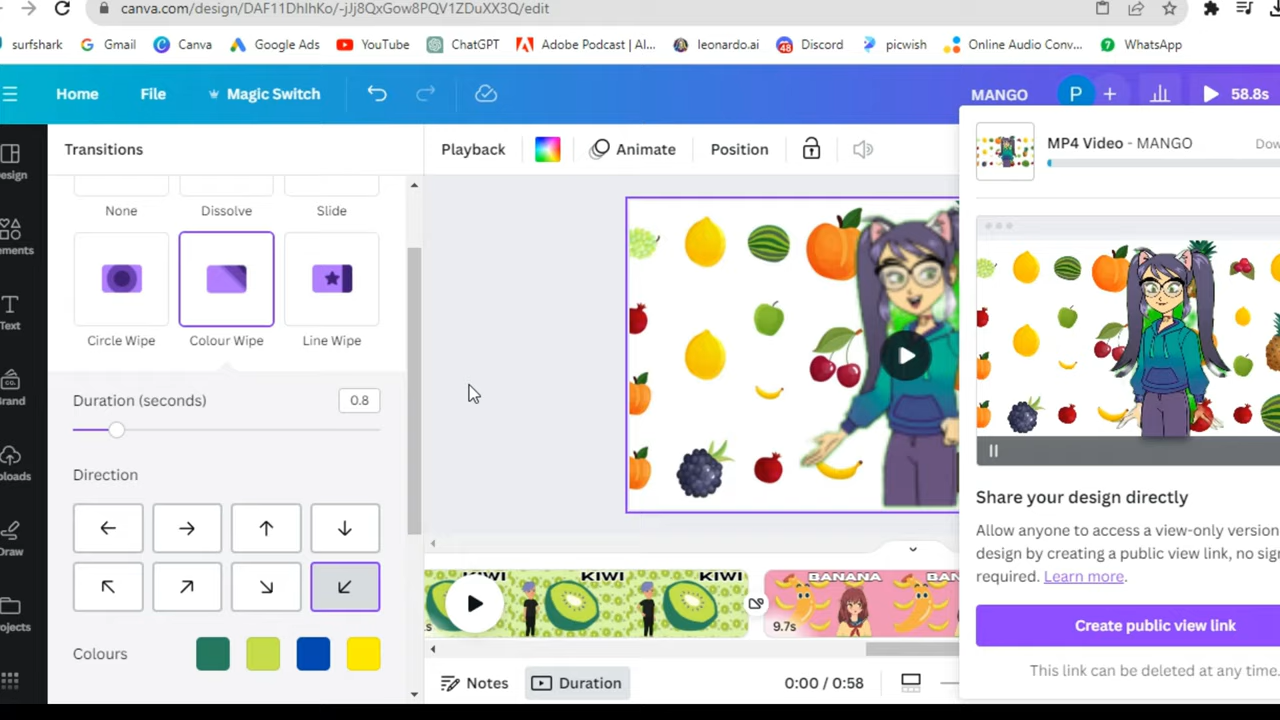 canva.com/design/DAF11DhIhKo/-jJj8QxGow8PQV1ZDuXX3Q/edit
surfshark Gmail Canva Google Ads YouTube ChatGPT Adobe Podcast | Al... leonardo.ai 48 Discord picwish Online Audio Conv... 7 WhatsApp
Home File Magic Switch MANGO P + 58.8s
Transitions
Playback Animate Position
MP4 Video - MANGO
None Dissolve Slide
Circle Wipe Colour Wipe Line Wipe
Text
Duration (seconds) 0.8
Direction
Colours
Share your design directly
Allow anyone to access a view-only version
design by creating a public view link, no
required. Learn more.
KIWI KIWI KIWI BANANA
9.7s
Create public view link
This link can be deleted at any time.
Notes Duration 0:00 / 0:58